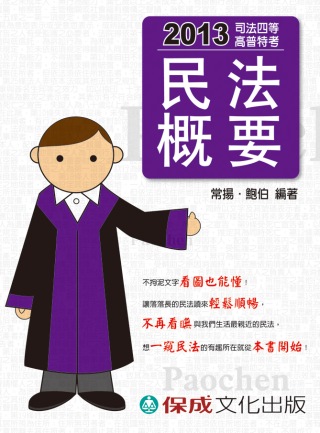 2013 司法四等
高普特考
民法
概要
常揚・鮑伯 編著
不拘泥文字看圖也能懂！
讓落落長的民法讀來輕鬆順暢，
不再看瞴與我們生活最親近的民法，
想一窺民法的有趣所在就從本書開始！
Paochen
Paochen
保成文化出版